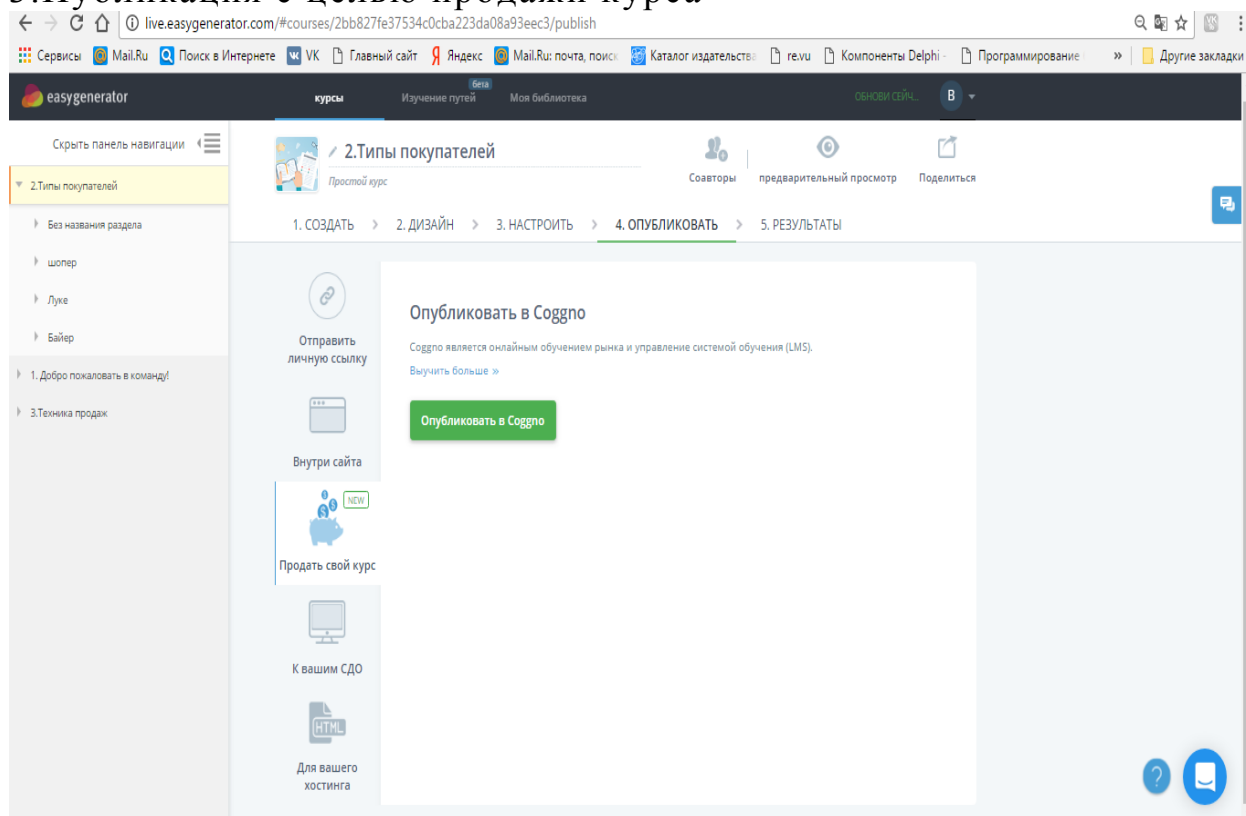 3.Публикация с целью продажи курса
live.easygenerator.com/#courses/2bb827fe37534c0cba223da08a93eec3/publish
Сервисы Mail.Ru Поиск в Интернете VK Главный сайт Яндекс Mail.Ru: почта, поиск Каталог издательства re.vu Компоненты Delphi - Программирование » Другие закладки
easygenerator курсы Изучение путей бета Моя библиотека ОБНОВИ СЕЙЧ... B
Скрыть панель навигации
2.Типы покупателей
Без названия раздела
шопер
Луке
Байер
1. Добро пожаловать в команду!
3.Техника продаж
2.Типы покупателей
Простой курс
Соавторы предварительный просмотр Поделиться
1. СОЗДАТЬ > 2. ДИЗАЙН > 3. НАСТРОИТЬ > 4. ОПУБЛИКОВАТЬ > 5. РЕЗУЛЬТАТЫ
Отправить
личную ссылку
Внутри сайта
NEW
Продать свой курс
К вашим СДО
HTML
Для вашего
хостинга
Опубликовать в Coggno
Coggno является онлайным обучением рынка и управление системой обучения (LMS).
Выучить больше »
Опубликовать в Coggno
?